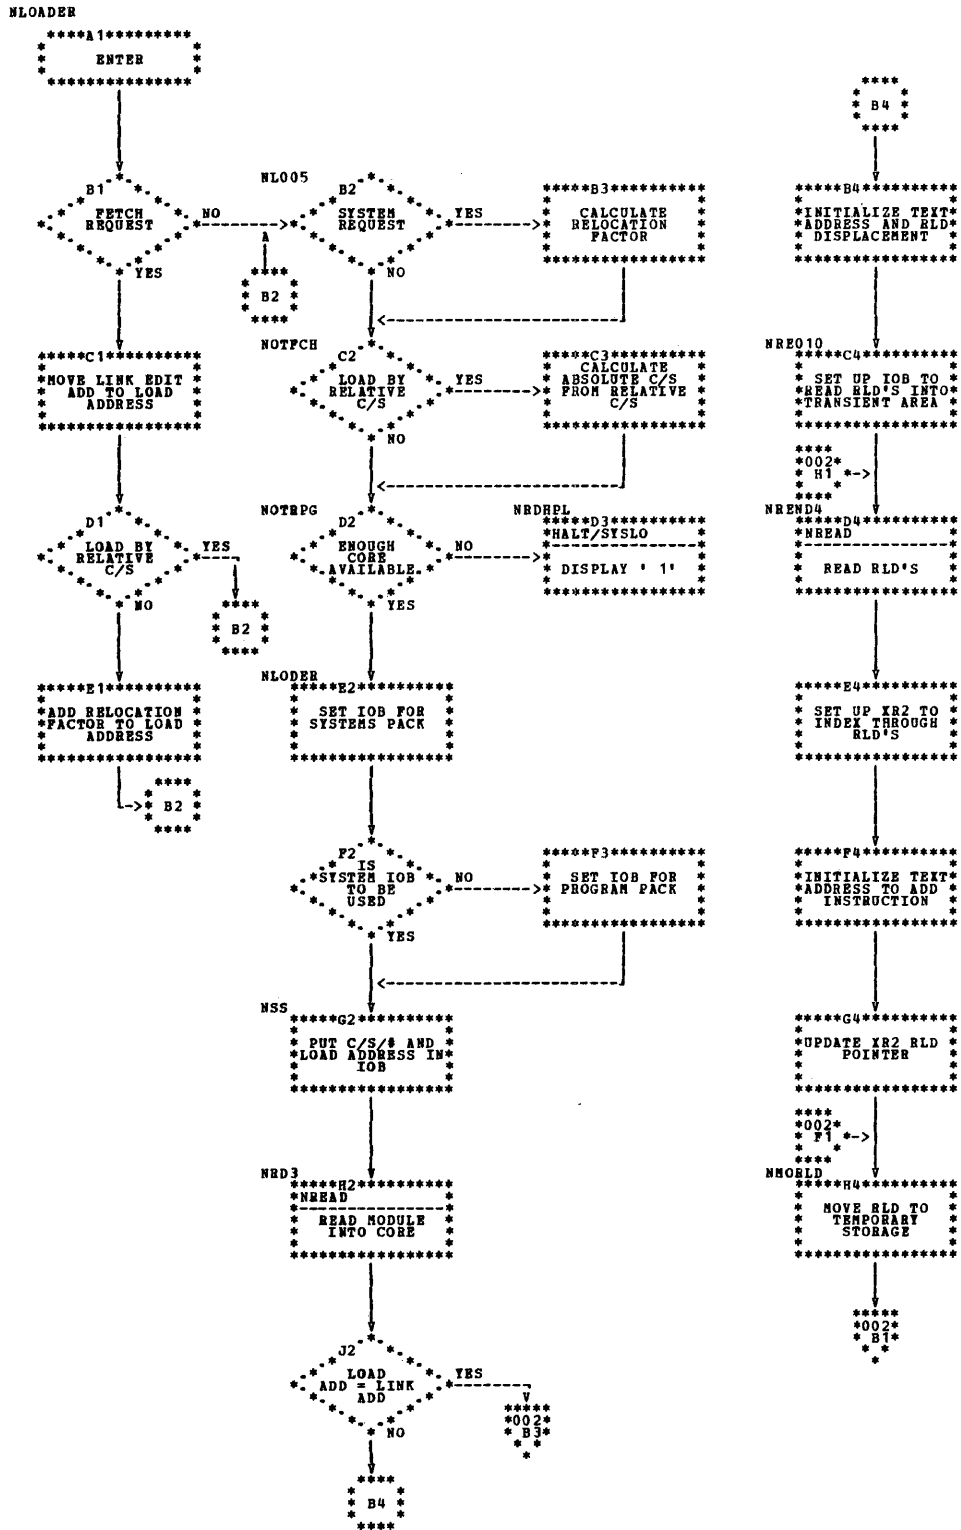 NLOADER
A1
ENTER
B1
FETCH
REQUEST
NO
YES
C1
MOVE LINK EDIT
ADD TO LOAD
ADDRESS
D1
LOAD BY
RELATIVE
C/S
YES
NO
B2
E1
ADD RELOCATION
FACTOR TO LOAD
ADDRESS
B2
NL005
B2
SYSTEM
REQUEST
YES
NO
A
B2
B3
CALCULATE
RELOCATION
FACTOR
NOTFCH
C2
LOAD BY
RELATIVE
C/S
YES
NO
C3
CALCULATE
ABSOLUTE C/S
FROM RELATIVE
C/S
NOTRPG
D2
ENOUGH
CORE
AVAILABLE
NO
YES
NRDHPL
D3
HALT/SYSLO
DISPLAY ' 1'
NLODER
E2
SET IOB FOR
SYSTEMS PACK
F2
IS
SYSTEM IOB
TO BE
USED
NO
YES
F3
SET IOB FOR
PROGRAM PACK
NSS
G2
PUT C/S/# AND
LOAD ADDRESS IN
IOB
NRD3
H2
NREAD
READ MODULE
INTO CORE
J2
LOAD
ADD = LINK
ADD
YES
NO
002
B3
B4
B4
B4
INITIALIZE TEXT
ADDRESS AND RLD
DISPLACEMENT
NRE010
C4
SET UP IOB TO
READ RLD'S INTO
TRANSIENT AREA
002
H1
NREND4
D4
NREAD
READ RLD'S
E4
SET UP XR2 TO
INDEX THROUGH
RLD'S
F4
INITIALIZE TEXT
ADDRESS TO ADD
INSTRUCTION
G4
UPDATE XR2 RLD
POINTER
002
F1
NMORLD
H4
MOVE RLD TO
TEMPORARY
STORAGE
002
B1